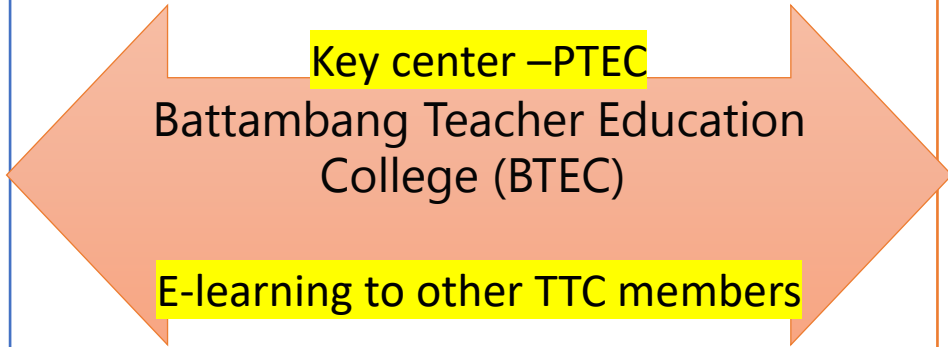 Key center –PTEC
Battambang Teacher Education
College (BTEC)
E-learning to other TTC members